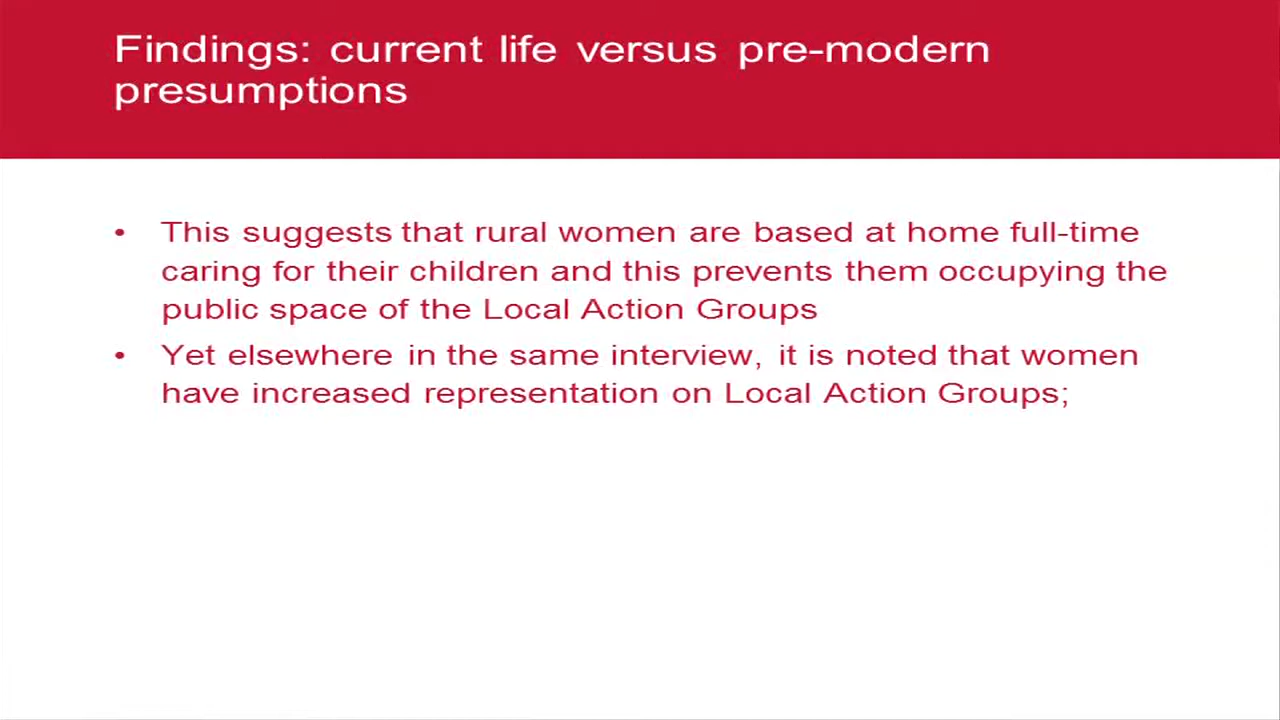 Findings: current life versus pre-modern
presumptions
• This suggests that rural women are based at home full-time
caring for their children and this prevents them occupying the
public space of the Local Action Groups
• Yet elsewhere in the same interview, it is noted that women
have increased representation on Local Action Groups;